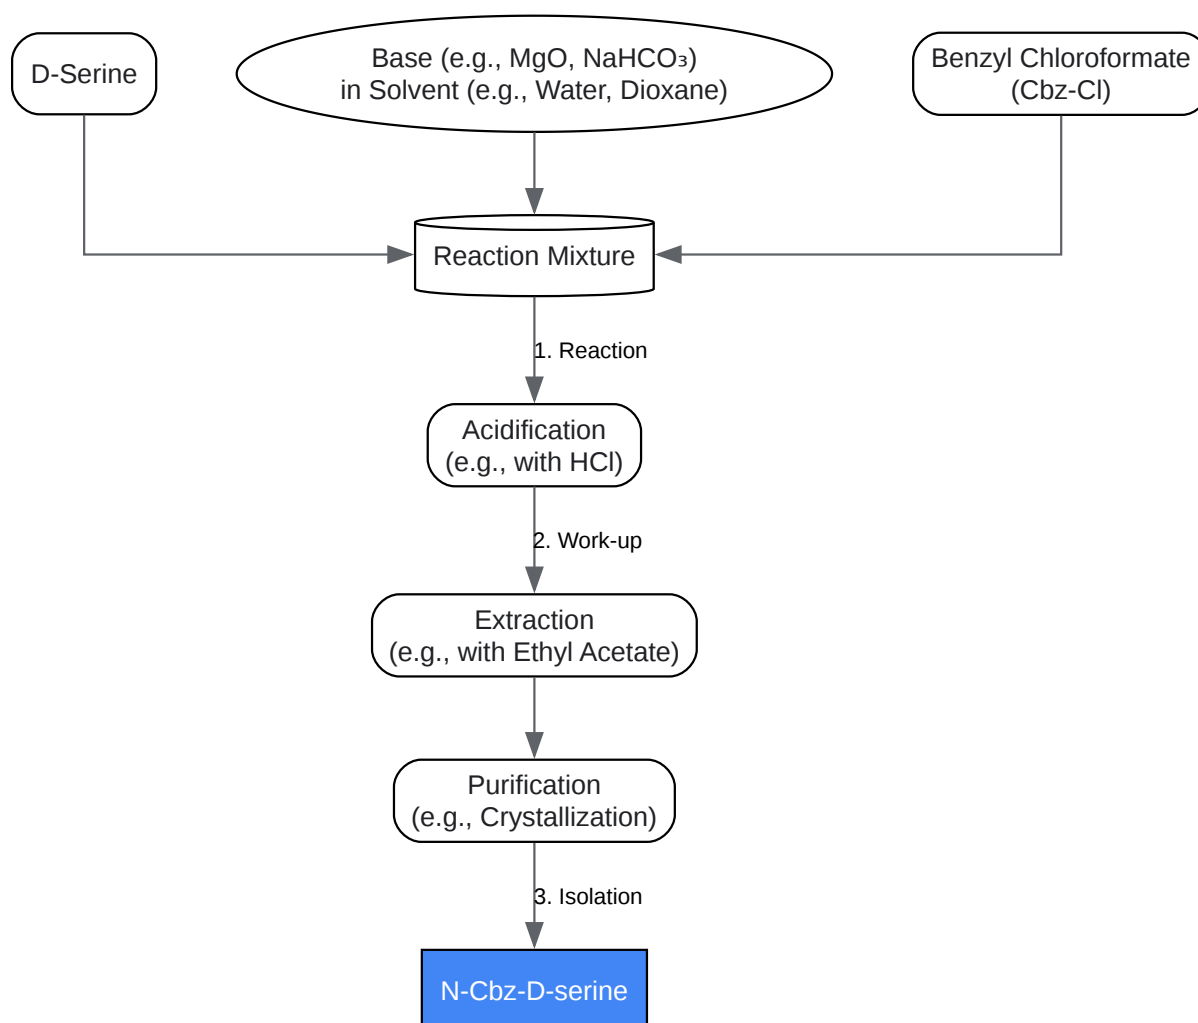 D-Serine
Base (e.g., MgO, NaHCO₃)
in Solvent (e.g., Water, Dioxane)
Benzyl Chloroformate
(Cbz-Cl)
Reaction Mixture
1. Reaction
Acidification
(e.g., with HCl)
2. Work-up
Extraction
(e.g., with Ethyl Acetate)
Purification
(e.g., Crystallization)
3. Isolation
N-Cbz-D-serine